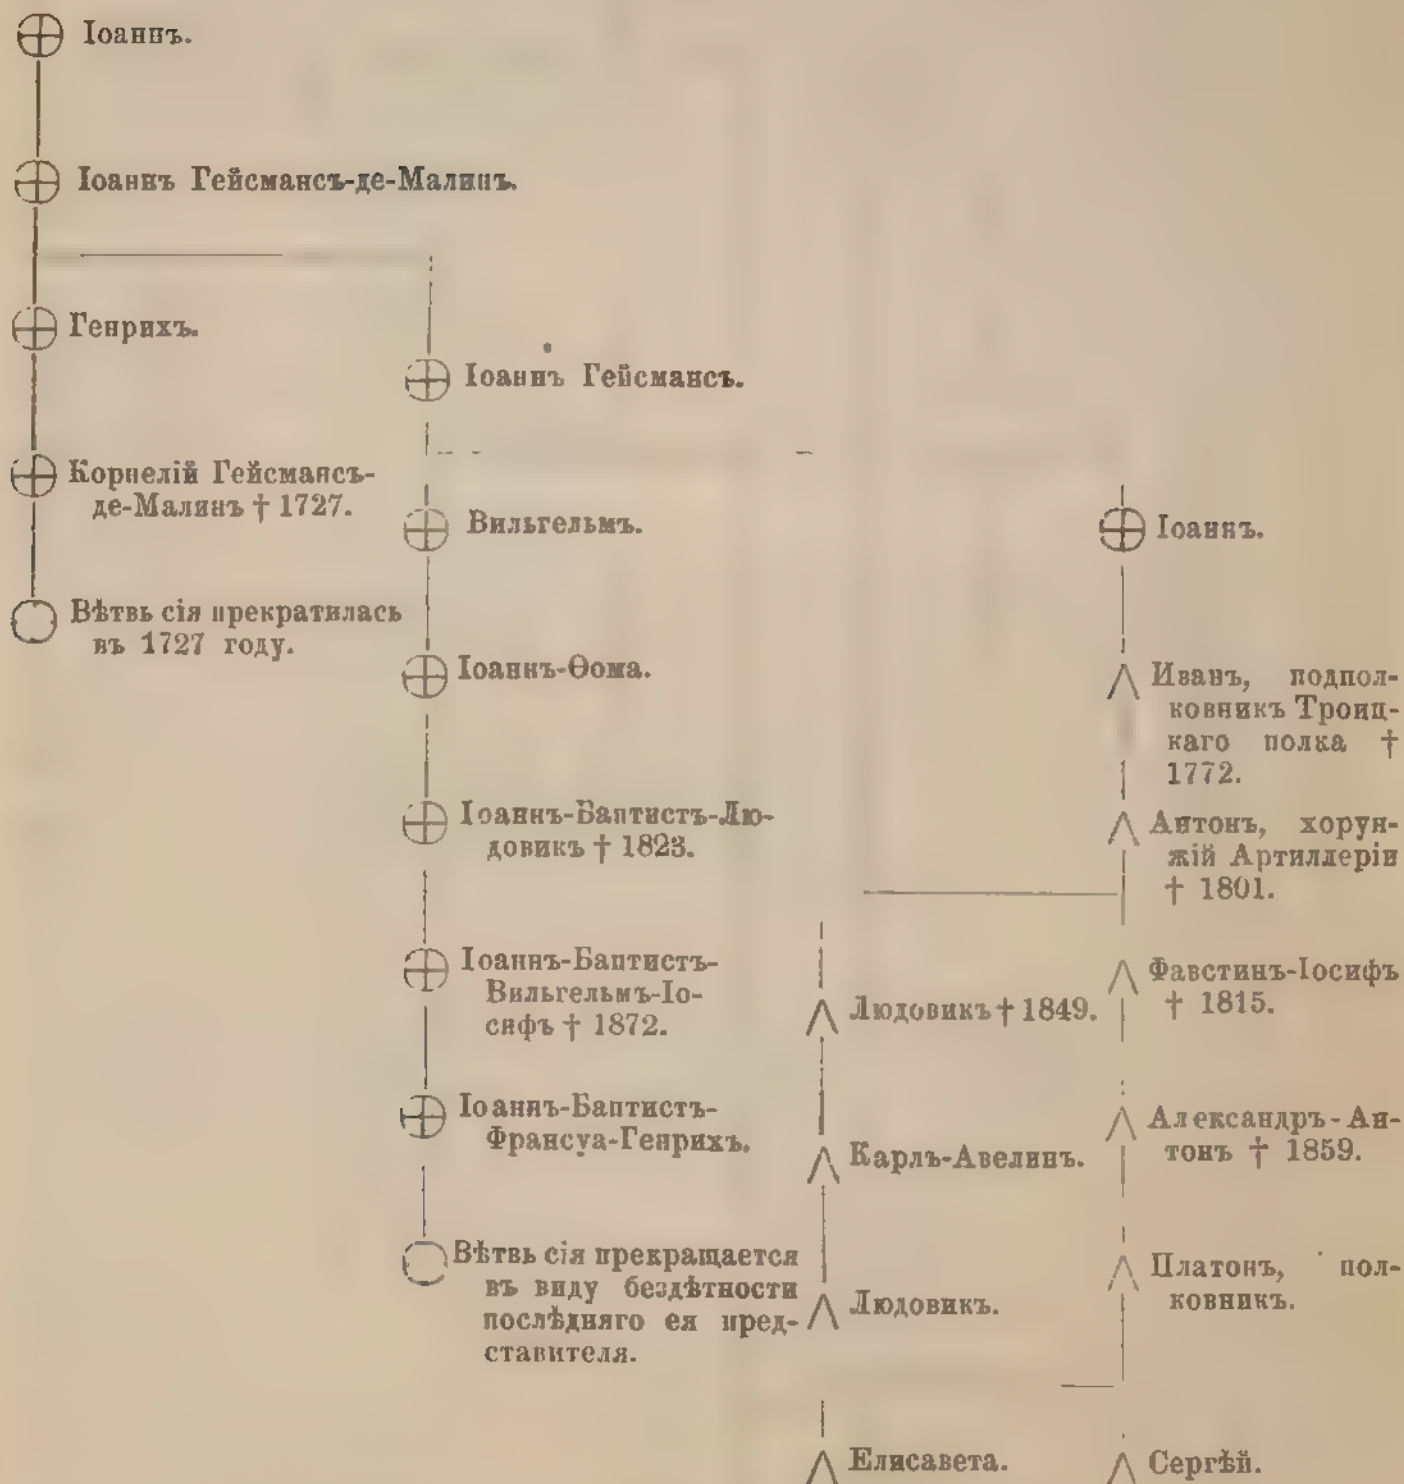 Іоаннъ.
Іоаннъ Гейсмансъ-де-Малинъ.
Генрихъ.
Іоаннъ Гейсмансъ.
Корнелій Гейсмансъ-
де-Малинъ † 1727.
Вильгельмъ.
Іоаннъ.
Вѣтвь сія прекратилась
въ 1727 году.
Іоаннъ-Ѳома.
Иванъ, подпол-
ковникъ Троиц-
каго полка †
1772.
Іоаннъ-Баптистъ-Лю-
довикъ † 1823.
Антонъ, хорун-
жій Артиллеріи
† 1801.
Іоаннъ-Баптистъ-
Вильгельмъ-Іо-
сифъ † 1872.
Людовикъ † 1849.
Фавстинъ-Іосифъ
† 1815.
Іоаннъ-Баптистъ-
Франсуа-Генрихъ.
Карлъ-Авелинъ.
Александръ-Ан-
тонъ † 1859.
Вѣтвь сія прекращается
въ виду бездѣтности
послѣдняго ея пред-
ставителя.
Людовикъ.
Платонъ, пол-
ковникъ.
Елисавета.
Сергѣй.